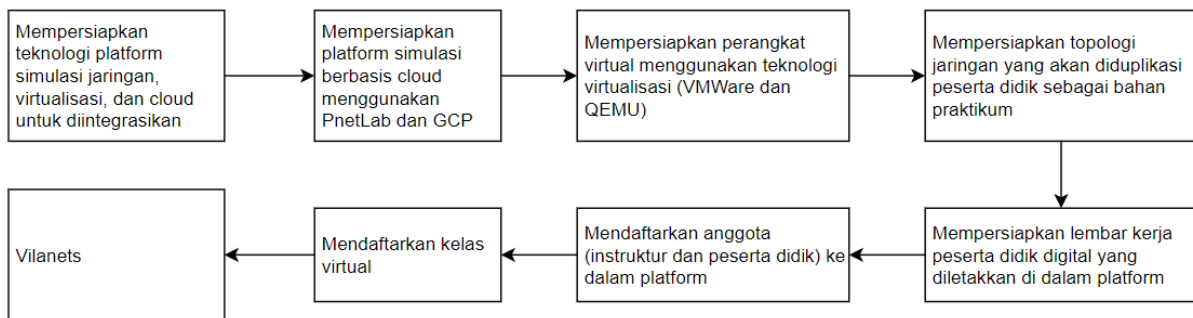 Mempersiapkan
teknologi platform
simulasi jaringan,
virtualisasi, dan cloud
untuk diintegrasikan
Mempersiapkan
platform simulasi
berbasis cloud
menggunakan
PnetLab dan GCP
Mempersiapkan perangkat
virtual menggunakan teknologi
virtualisasi (VMWare dan
QEMU)
Mempersiapkan topologi
jaringan yang akan diduplikasi
peserta didik sebagai bahan
praktikum
Mempersiapkan lembar kerja
peserta didik digital yang
diletakkan di dalam platform
Mendaftarkan anggota
(instruktur dan peserta didik) ke
dalam platform
Mendaftarkan kelas
virtual
Vilanets